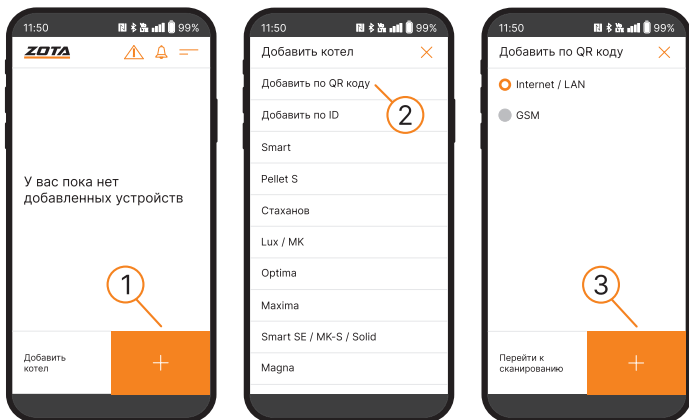 11:50 99%
ZOTA
У вас пока нет
добавленных устройств
1
Добавить
котел
+
11:50 99%
Добавить котел
Добавить по QR коду
2
Добавить по ID
Smart
Pellet S
Стаханов
Lux / MK
Optima
Maxima
Smart SE / MK-S / Solid
Magna
11:50 99%
Добавить по QR коду
Internet / LAN
GSM
3
Перейти к
сканированию
+